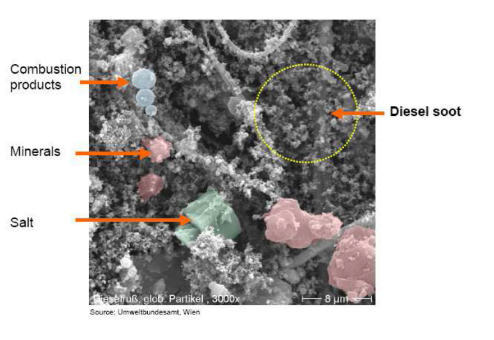 Combustion
products
Diesel soot
Minerals
Salt
Dieselruß, glob. Partikel , 3000x
8 µm
Source: Umweltbundesamt, Wien